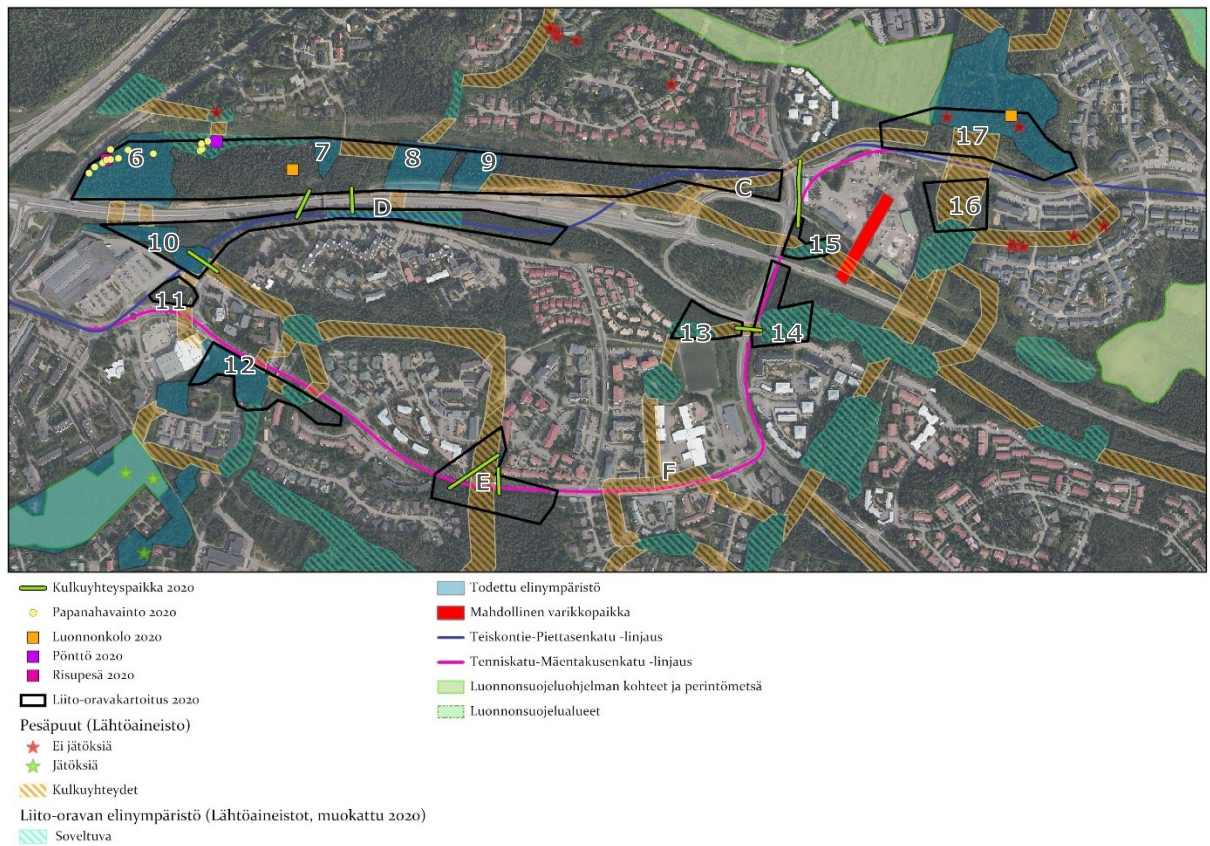 6
7
8
9
C
D
10
11
12
13
14
15
16
17
E
F
Kulkuyhteyspaikka 2020
Papanahavainto 2020
Luonnonkolo 2020
Pönttö 2020
Risupesä 2020
Liito-oravakartoitus 2020
Pesäpuut (Lähtöaineisto)
Ei jätöksiä
Jätöksiä
Kulkuyhteydet
Liito-oravan elinympäristö (Lähtöaineistot, muokattu 2020)
Soveltuva
Todettu elinympäristö
Mahdollinen varikkopaikka
Teiskontie-Piettasenkatu -linjaus
Tenniskatu-Mäentakusenkatu -linjaus
Luonnonsuojeluohjelman kohteet ja perintömetsä
Luonnonsuojelualueet